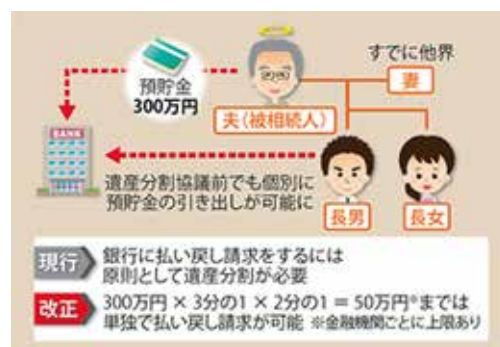 預貯金
300万円
すでに他界
妻
夫(被相続人)
BANK
遺産分割協議前でも個別に
預貯金の引き出しが可能に
長男
長女
現行
銀行に払い戻し請求をするには
原則として遺産分割が必要
改正
300万円 × 3分の1 × 2分の1 = 50万円*までは
単独で払い戻し請求が可能 ※金融機関ごとに上限あり